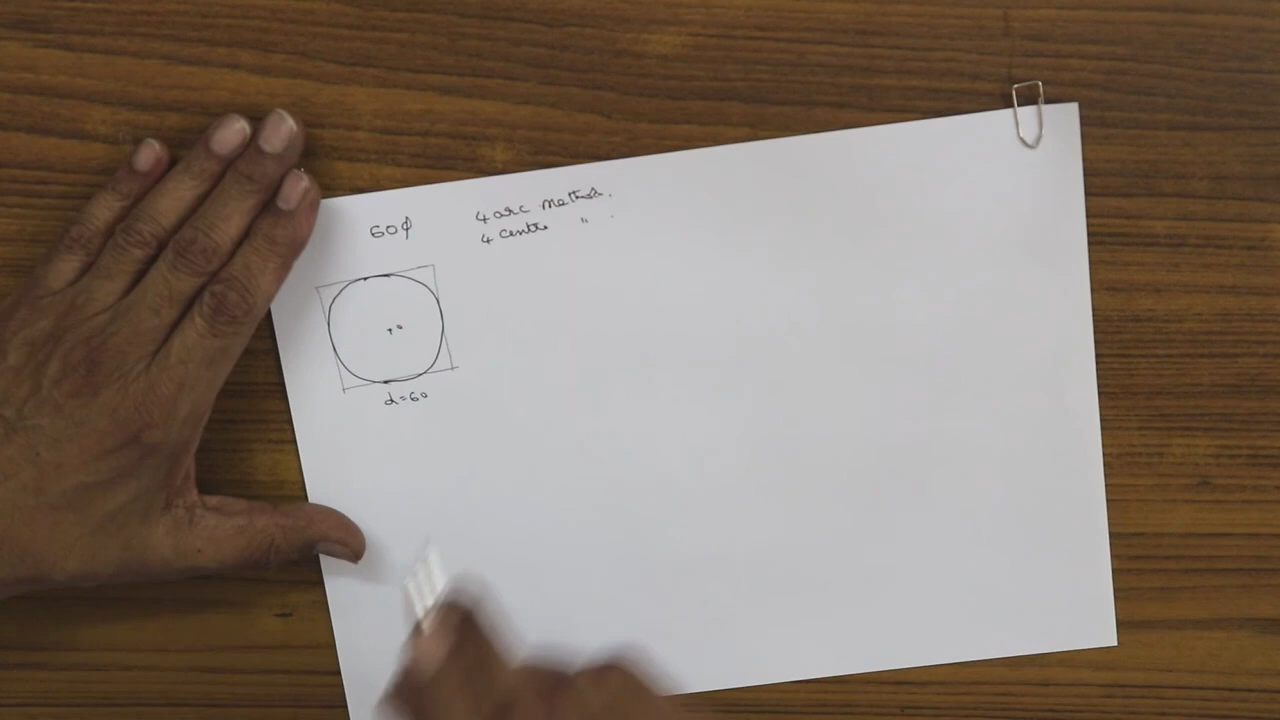 60ϕ
4 arc method.
4 centre " .
d=60